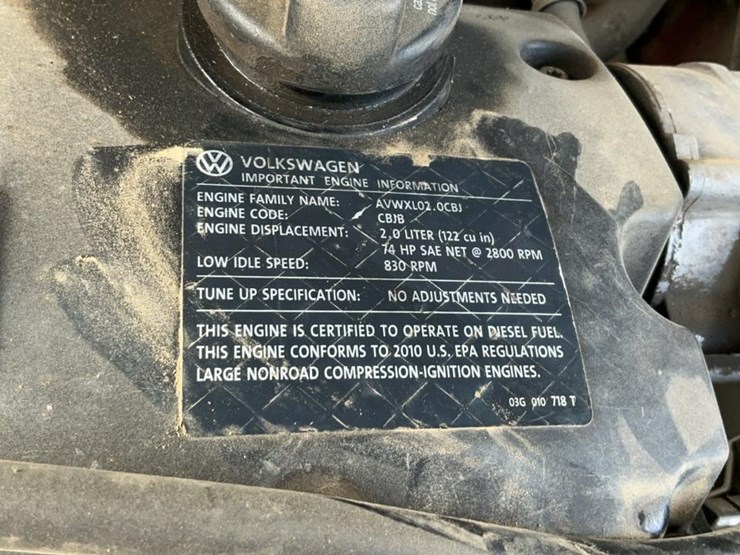 VOLKSWAGEN
IMPORTANT ENGINE INFORMATION
ENGINE FAMILY NAME: AVWXL02.0CBJ
ENGINE CODE: CBJB
ENGINE DISPLACEMENT: 2,0 LITER (122 cu in)
74 HP SAE NET @ 2800 RPM
LOW IDLE SPEED: 830 RPM
TUNE UP SPECIFICATION: NO ADJUSTMENTS NEEDED
THIS ENGINE IS CERTIFIED TO OPERATE ON DIESEL FUEL.
THIS ENGINE CONFORMS TO 2010 U.S. EPA REGULATIONS
LARGE NONROAD COMPRESSION-IGNITION ENGINES.
03G 010 718 T